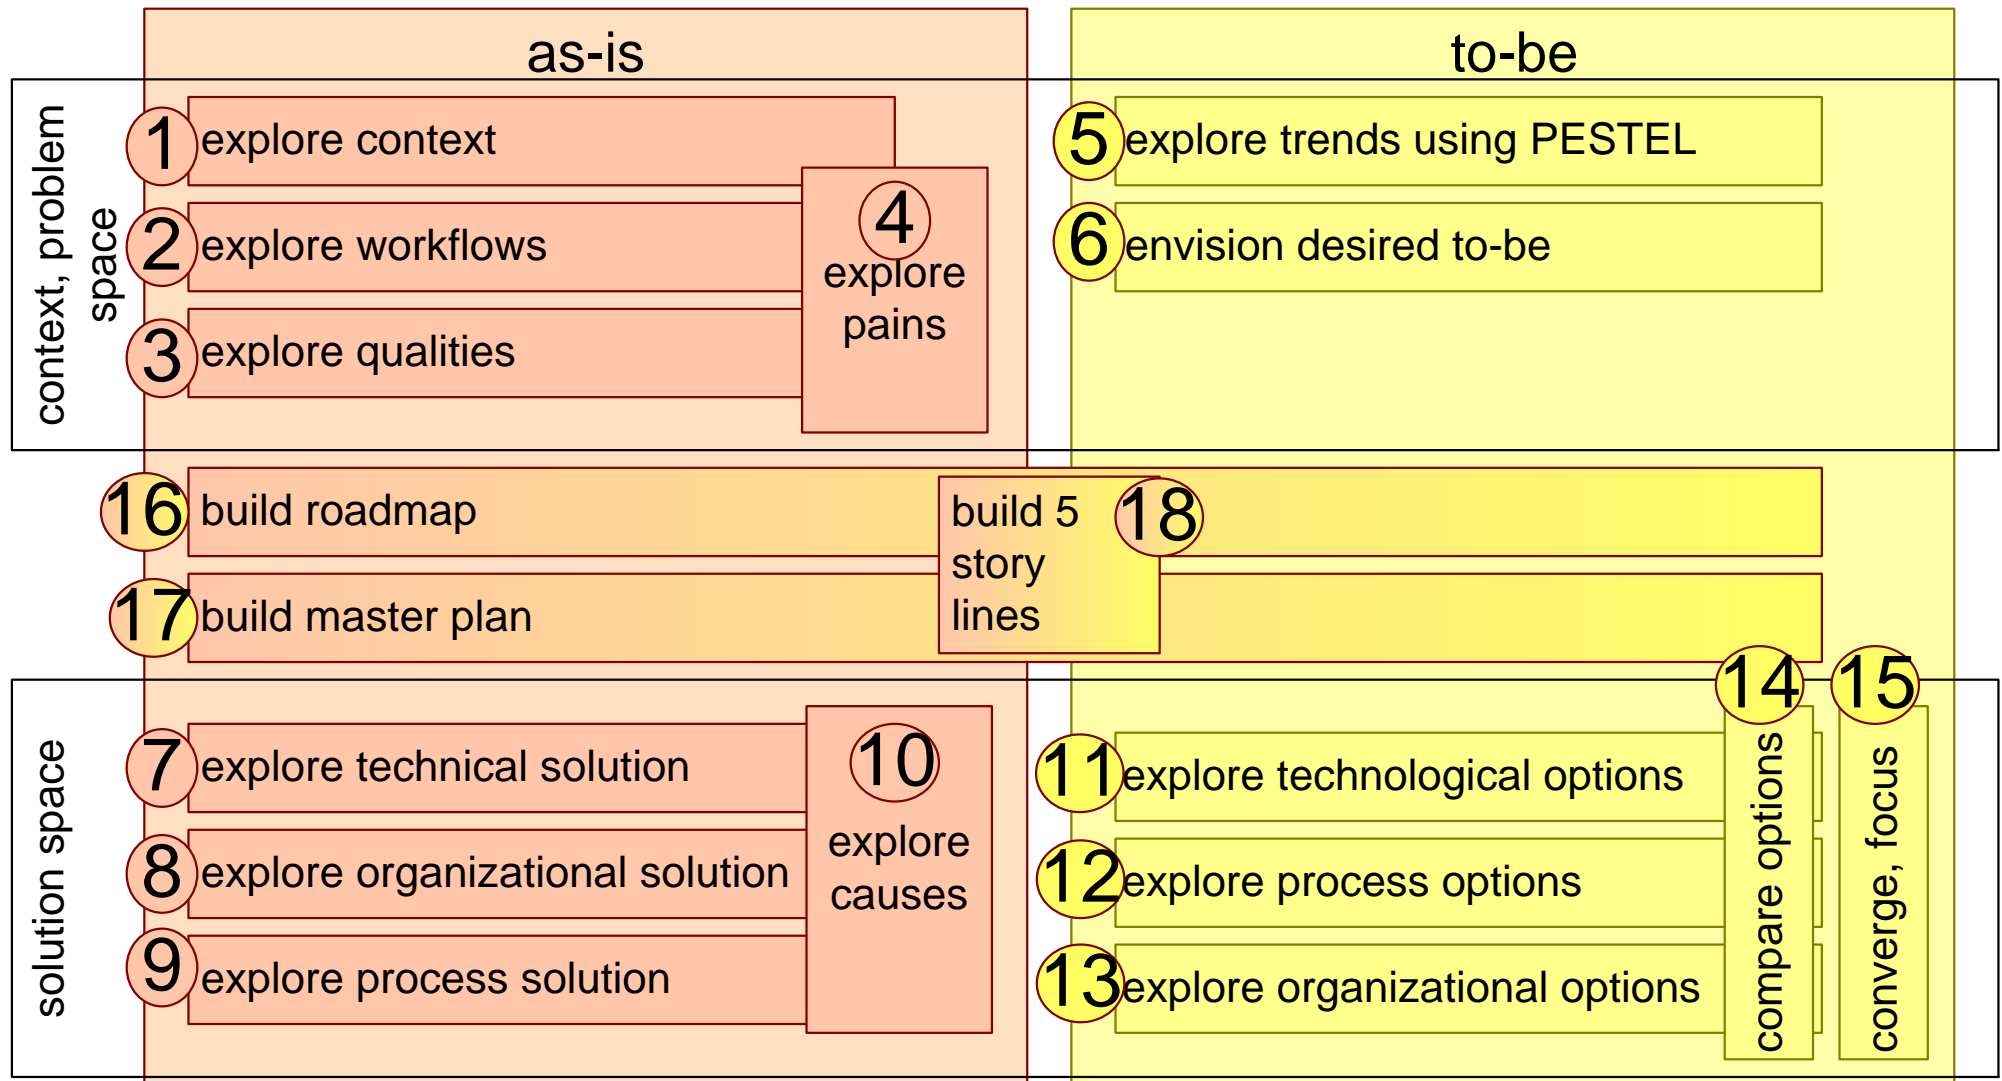 as-is
to-be
context, problem
space
1
explore context
2
explore workflows
3
explore qualities
4
explore
pains
5
explore trends using PESTEL
6
envision desired to-be
16
build roadmap
17
build master plan
build 5
story
lines
18
solution space
7
explore technical solution
8
explore organizational solution
9
explore process solution
10
explore
causes
11
explore technological options
12
explore process options
13
explore organizational options
14
compare options
15
converge, focus